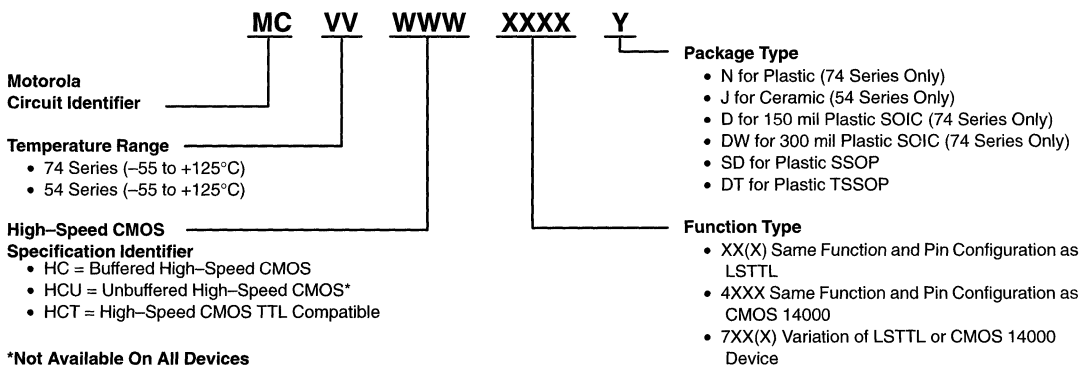 MC VV WWW XXXX Y
Motorola
Circuit Identifier
Temperature Range
• 74 Series (–55 to +125°C)
• 54 Series (–55 to +125°C)
High–Speed CMOS
Specification Identifier
• HC = Buffered High–Speed CMOS
• HCU = Unbuffered High–Speed CMOS*
• HCT = High–Speed CMOS TTL Compatible
*Not Available On All Devices
Package Type
• N for Plastic (74 Series Only)
• J for Ceramic (54 Series Only)
• D for 150 mil Plastic SOIC (74 Series Only)
• DW for 300 mil Plastic SOIC (74 Series Only)
• SD for Plastic SSOP
• DT for Plastic TSSOP
Function Type
• XX(X) Same Function and Pin Configuration as
LSTTL
• 4XXX Same Function and Pin Configuration as
CMOS 14000
• 7XX(X) Variation of LSTTL or CMOS 14000
Device